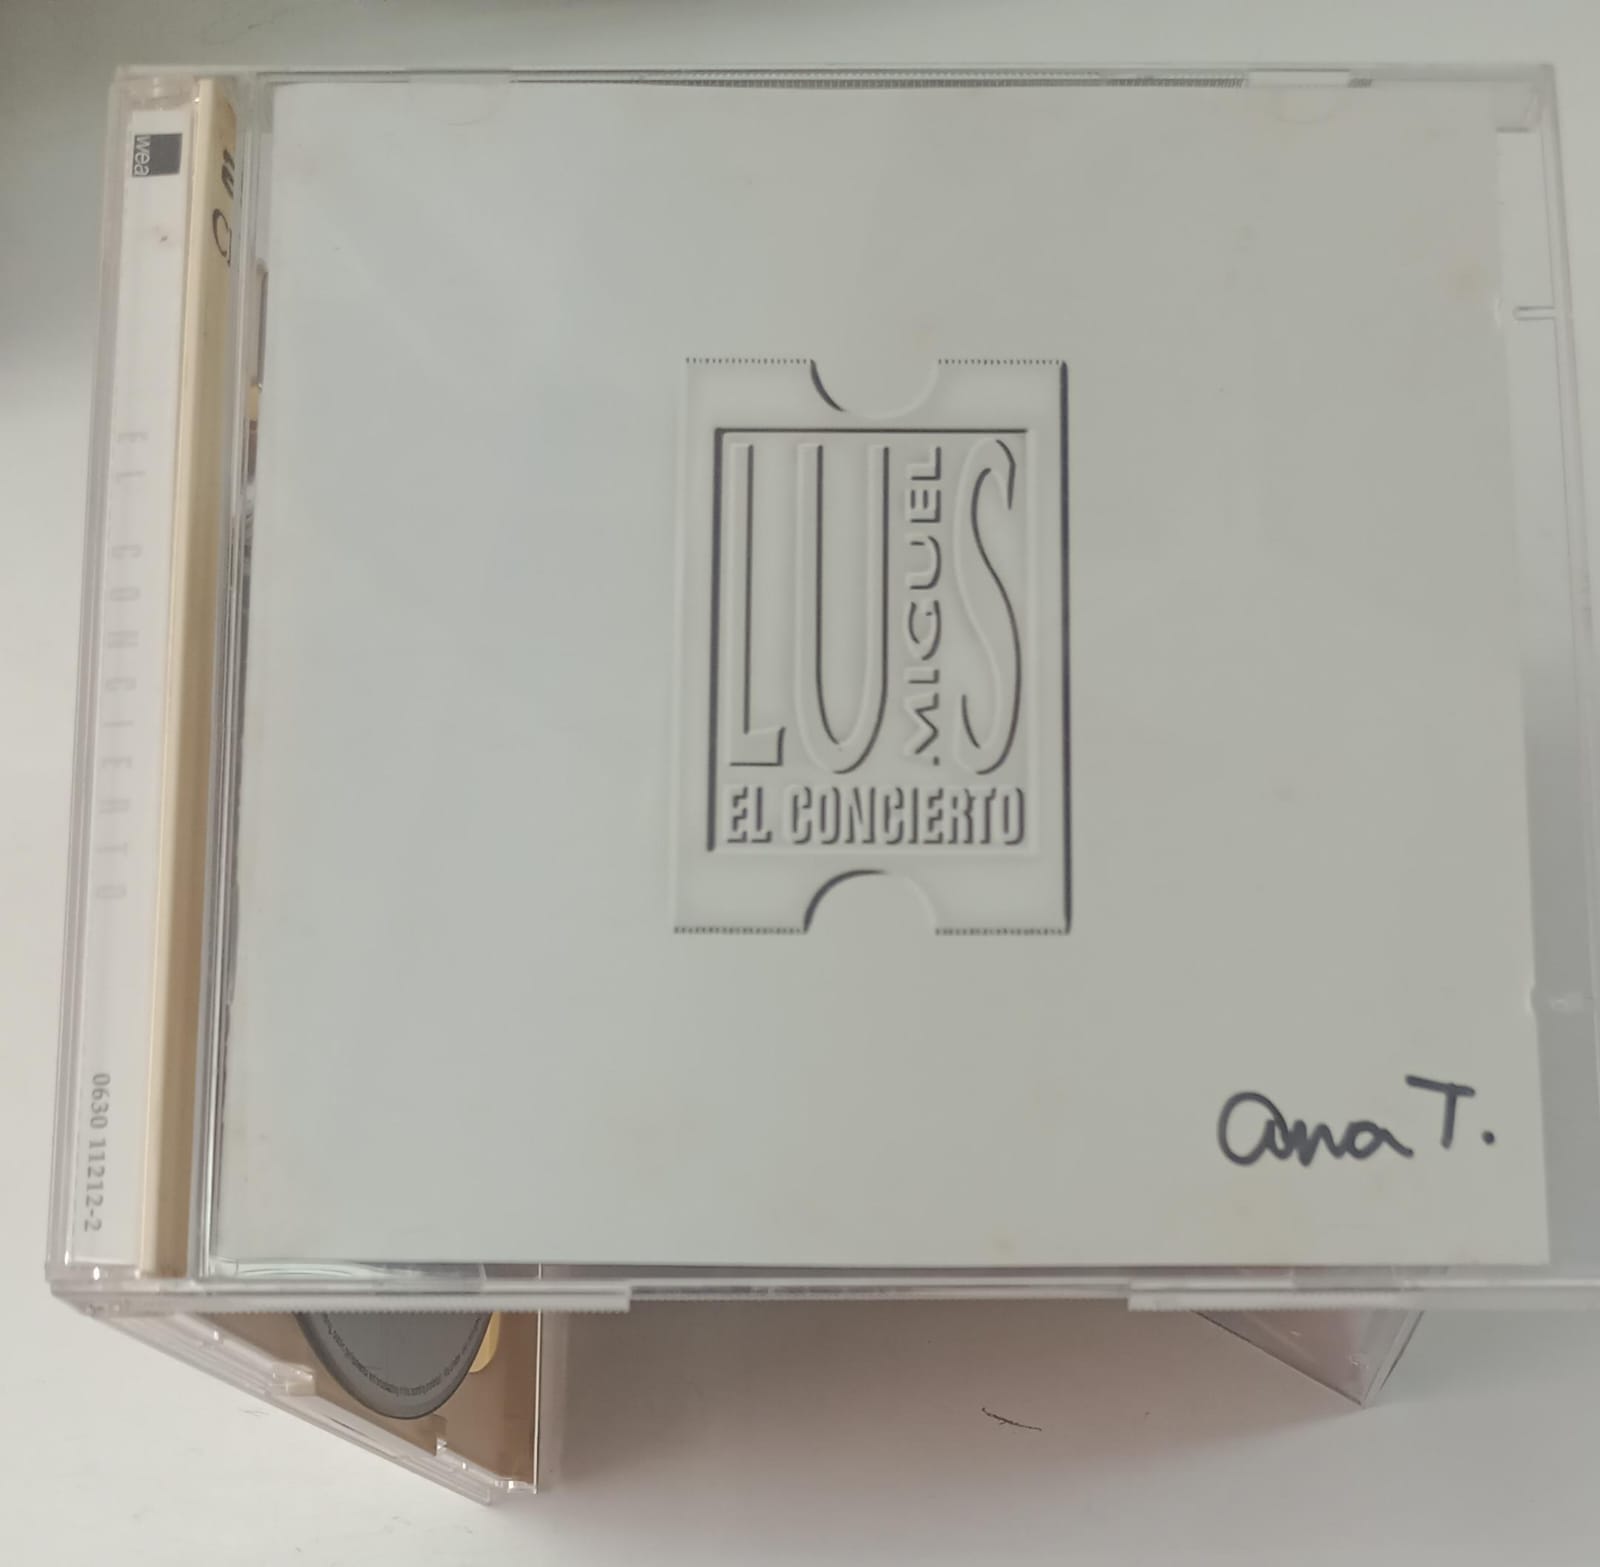 wea
EL CONCIERTO
0630 11212-2
LUIS
MIGUEL
EL CONCIERTO
Ana T.